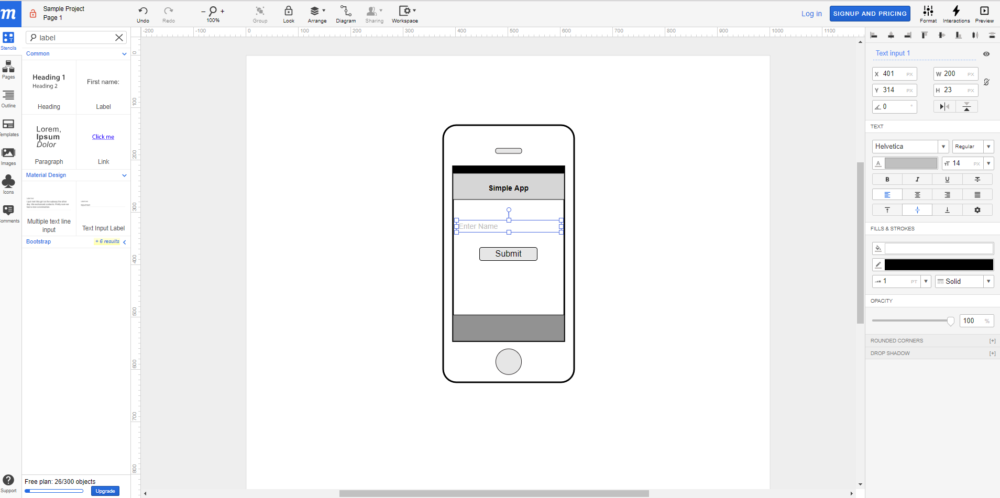 m
Sample Project
Page 1
Undo
Redo
100%
Group
Lock
Arrange
Diagram
Sharing
Workspace
Log in
SIGNUP AND PRICING
Format
Interactions
Preview
Stencils
Pages
Outline
emplates
Images
Icons
omments
Support
label
Common
Heading 1
Heading 2
Heading
First name:
Label
Lorem,
Ipsum
Dolor
Paragraph
Click me
Link
Material Design
Multiple text line
input
Input text
Text Input Label
Bootstrap
+ 6 results
Free plan: 26/300 objects
Upgrade
-200
-100
0
100
200
300
400
500
600
700
800
900
1000
1100
0
100
200
300
400
500
600
700
800
Simple App
Enter Name
Submit
Text input 1
X 401 PX
W 200 PX
Y 314 PX
H 23 PX
0 °
TEXT
Helvetica
Regular
A
TT 14 PX
B I U S
FILLS & STROKES
1 PT
Solid
OPACITY
100 %
ROUNDED CORNERS [+]
DROP SHADOW [+]